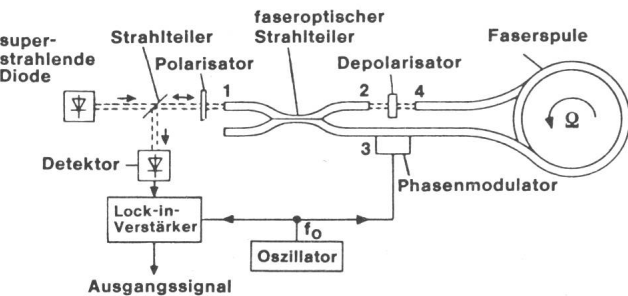 super-
strahlende
Diode
Strahlteiler
Polarisator
faseroptischer
Strahlteiler
Depolarisator
Faserspule
1
2
4
3
Ω
Detektor
Phasenmodulator
Lock-in-
Verstärker
fo
Oszillator
Ausgangssignal